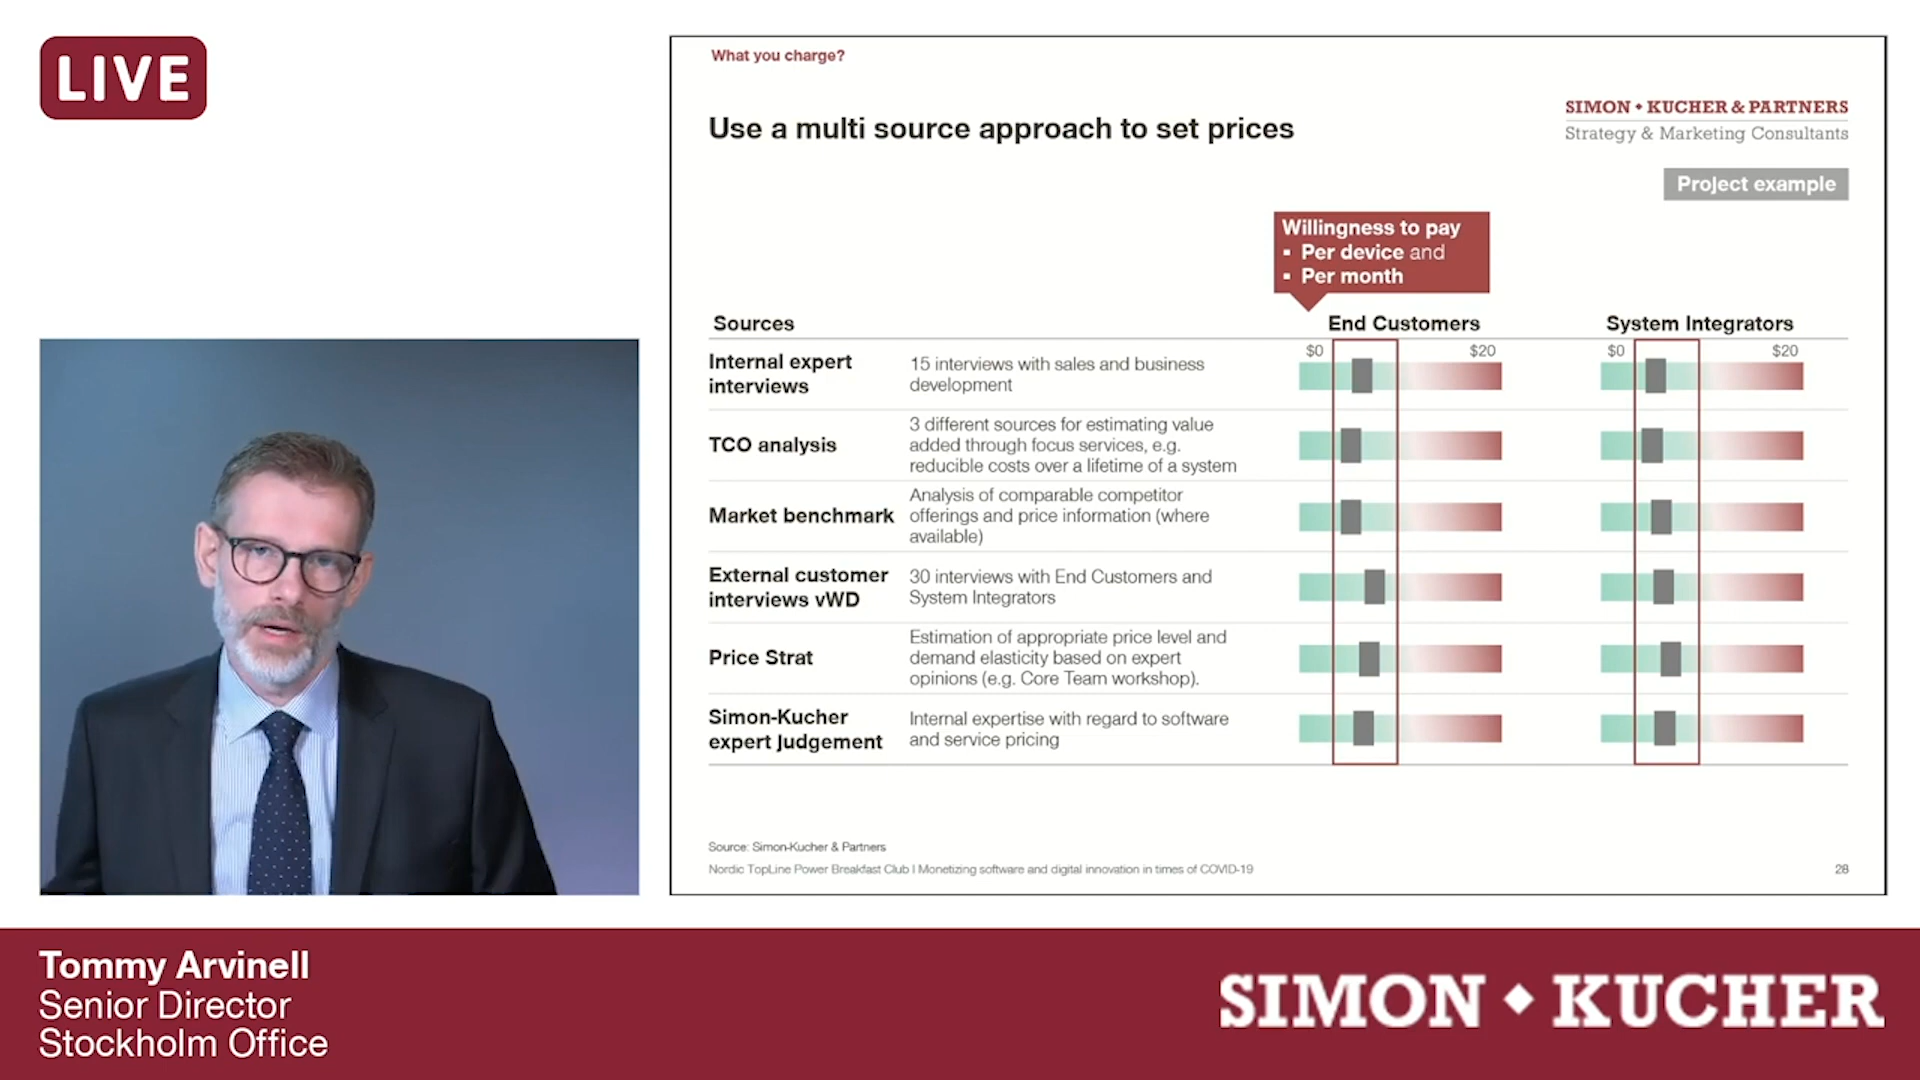 LIVE
What you charge?
Use a multi source approach to set prices
SIMON • KUCHER & PARTNERS
Strategy & Marketing Consultants
Project example
Willingness to pay
▪ Per device and
▪ Per month
Sources
End Customers
System Integrators
$0
$20
$0
$20
Internal expert
interviews
15 interviews with sales and business
development
TCO analysis
3 different sources for estimating value
added through focus services, e.g.
reducible costs over a lifetime of a system
Market benchmark
Analysis of comparable competitor
offerings and price information (where
available)
External customer
interviews vWD
30 interviews with End Customers and
System Integrators
Price Strat
Estimation of appropriate price level and
demand elasticity based on expert
opinions (e.g. Core Team workshop).
Simon-Kucher
expert Judgement
Internal expertise with regard to software
and service pricing
Source: Simon-Kucher & Partners
Nordic TopLine Power Breakfast Club I Monetizing software and digital innovation in times of COVID-19
28
Tommy Arvinell
Senior Director
Stockholm Office
SIMON ◆ KUCHER